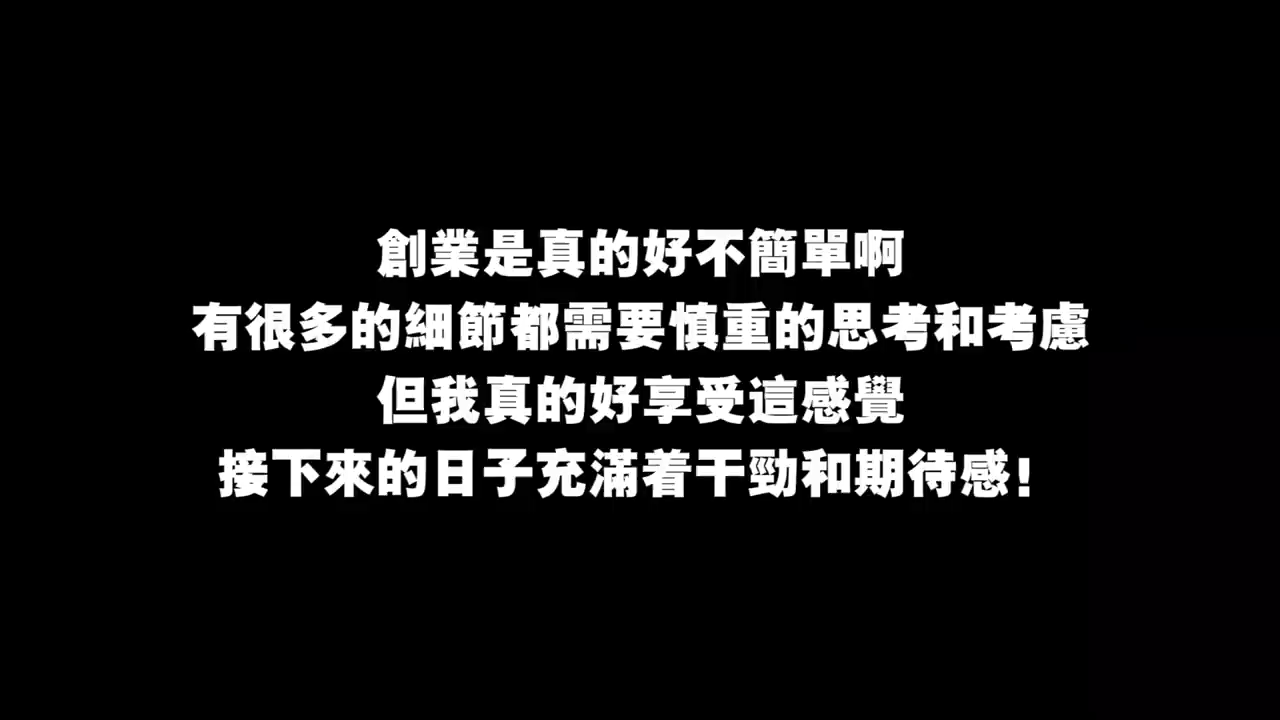 創業是真的好不簡單啊
有很多的細節都需要慎重的思考和考慮
但我真的好享受這感覺
接下來的日子充滿着干勁和期待感!